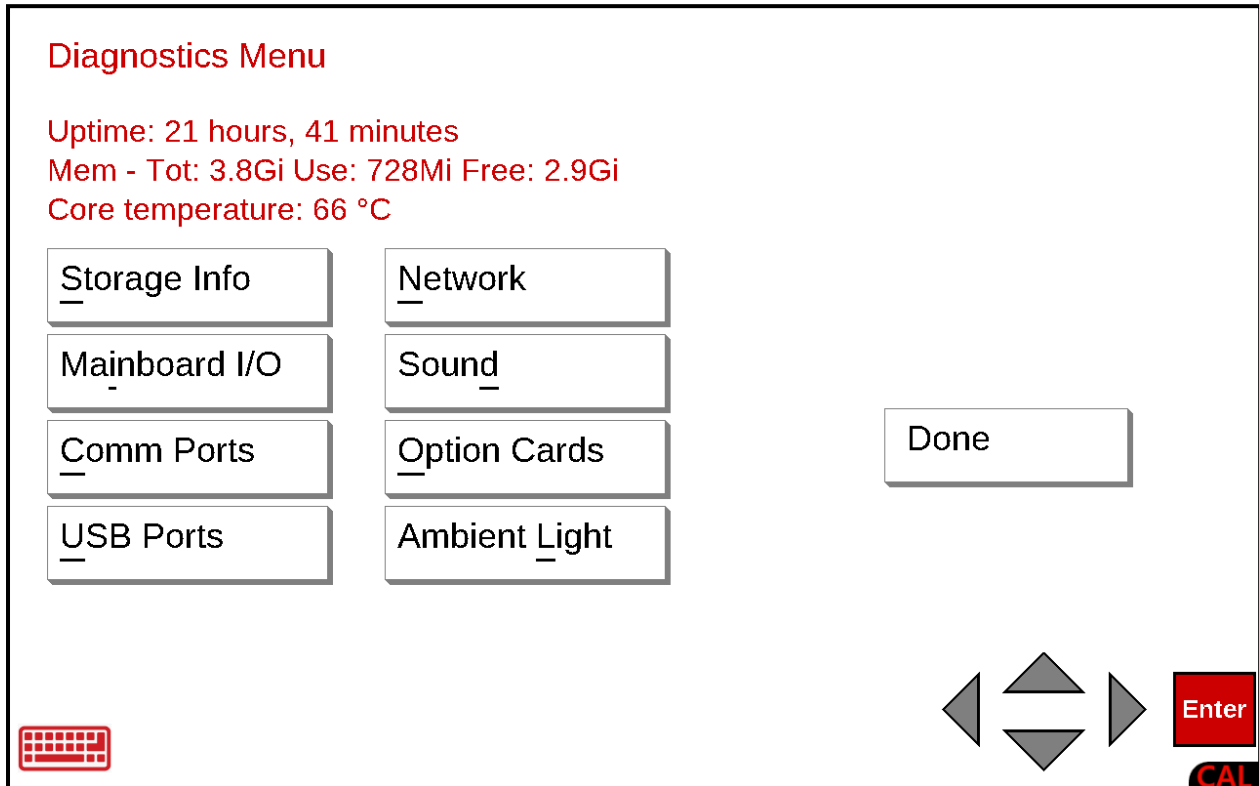 Diagnostics Menu
Uptime: 21 hours, 41 minutes
Mem - Tot: 3.8Gi Use: 728Mi Free: 2.9Gi
Core temperature: 66 °C
Storage Info
Network
Mainboard I/O
Sound
Comm Ports
Option Cards
Done
USB Ports
Ambient Light
Enter
CAL